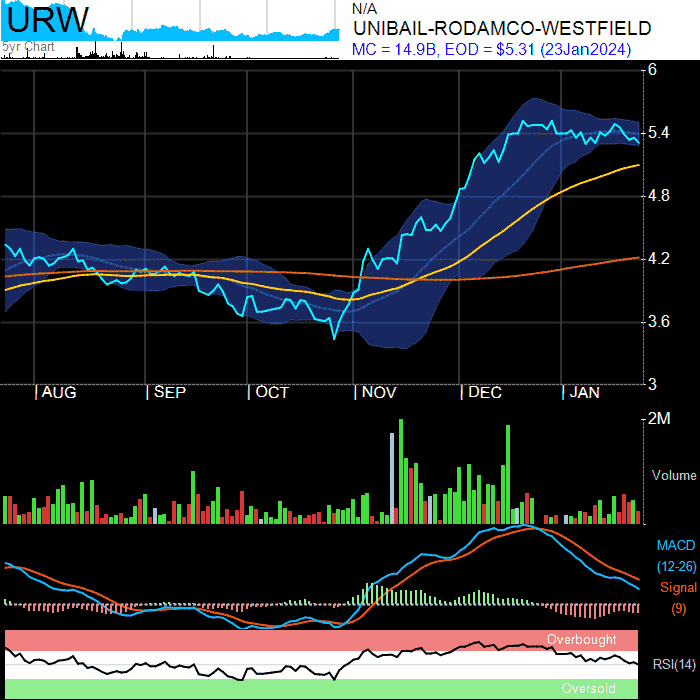 URW
5yr Chart
N/A
UNIBAIL-RODAMCO-WESTFIELD
MC = 14.9B, EOD = $5.31 (23Jan2024)
6
5.4
4.8
4.2
3.6
3
| AUG | SEP | OCT | NOV | DEC | JAN
2M
Volume
MACD
(12-26)
Signal
(9)
Overbought
RSI(14)
Oversold